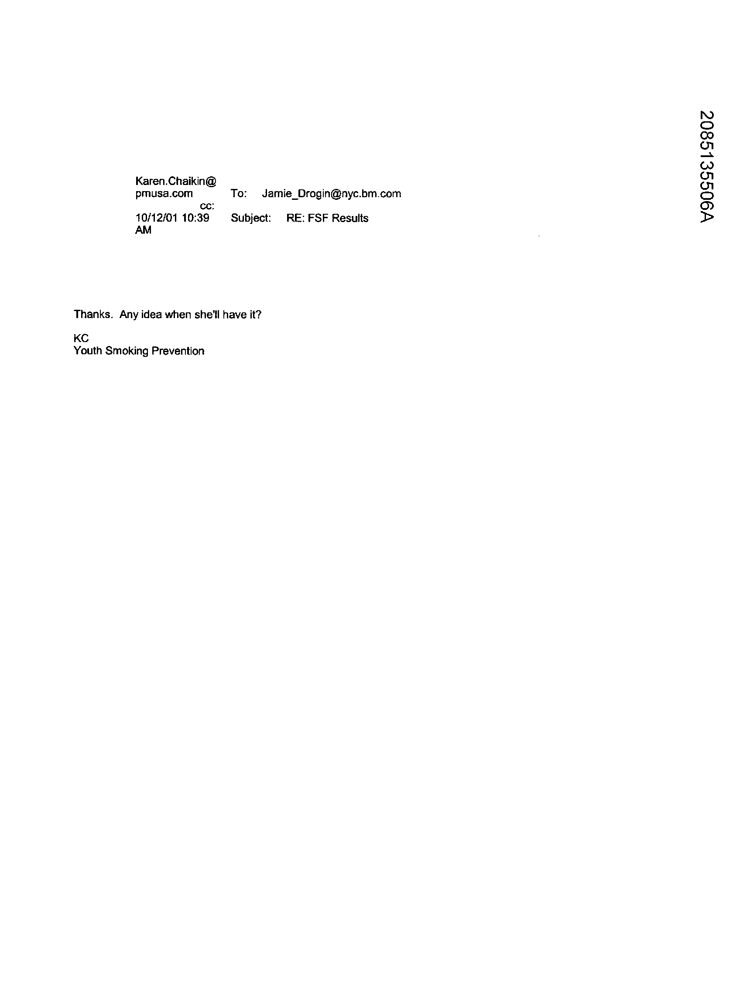 2085135506A
Karen.Chaikin@
pmusa.com To: Jamie_Drogin@nyc.bm.com
cc:
10/12/01 10:39 Subject: RE: FSF Results
AM
Thanks. Any idea when she'll have it?
KC
Youth Smoking Prevention